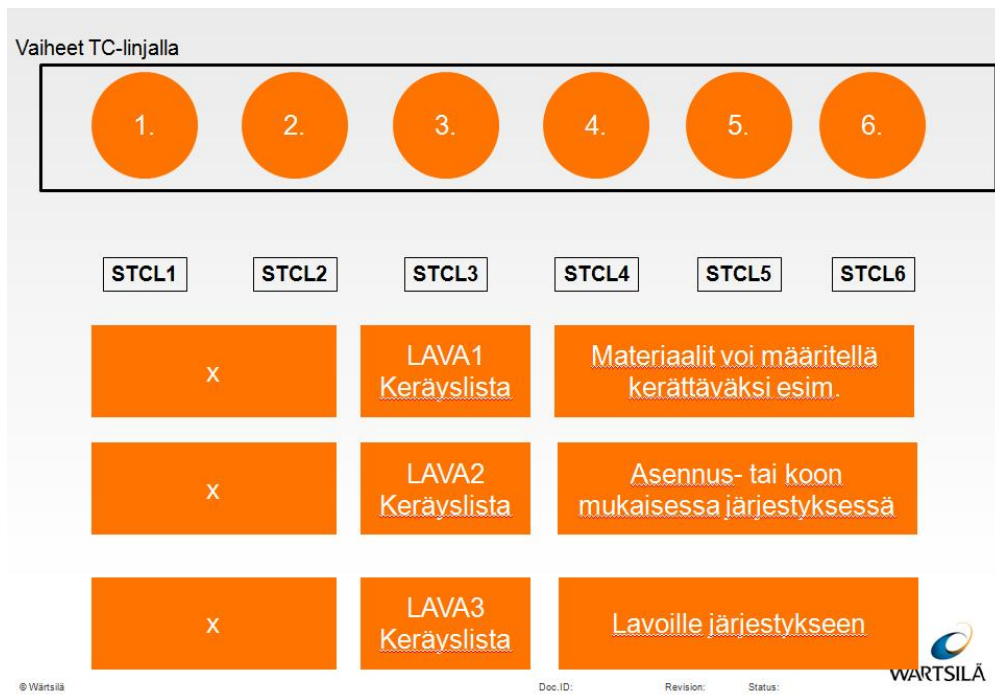 Vaiheet TC-linjalla
1. 2. 3. 4. 5. 6.
STCL1 STCL2 STCL3 STCL4 STCL5 STCL6
x
LAVA1
Keräyslista
Materiaalit voi määritellä
kerättäväksi esim.
x
LAVA2
Keräyslista
Asennus- tai koon
mukaisessa järjestyksessä
x
LAVA3
Keräyslista
Lavoille järjestykseen
WÄRTSILÄ
© Wärtsilä Doc.ID: Revision: Status: